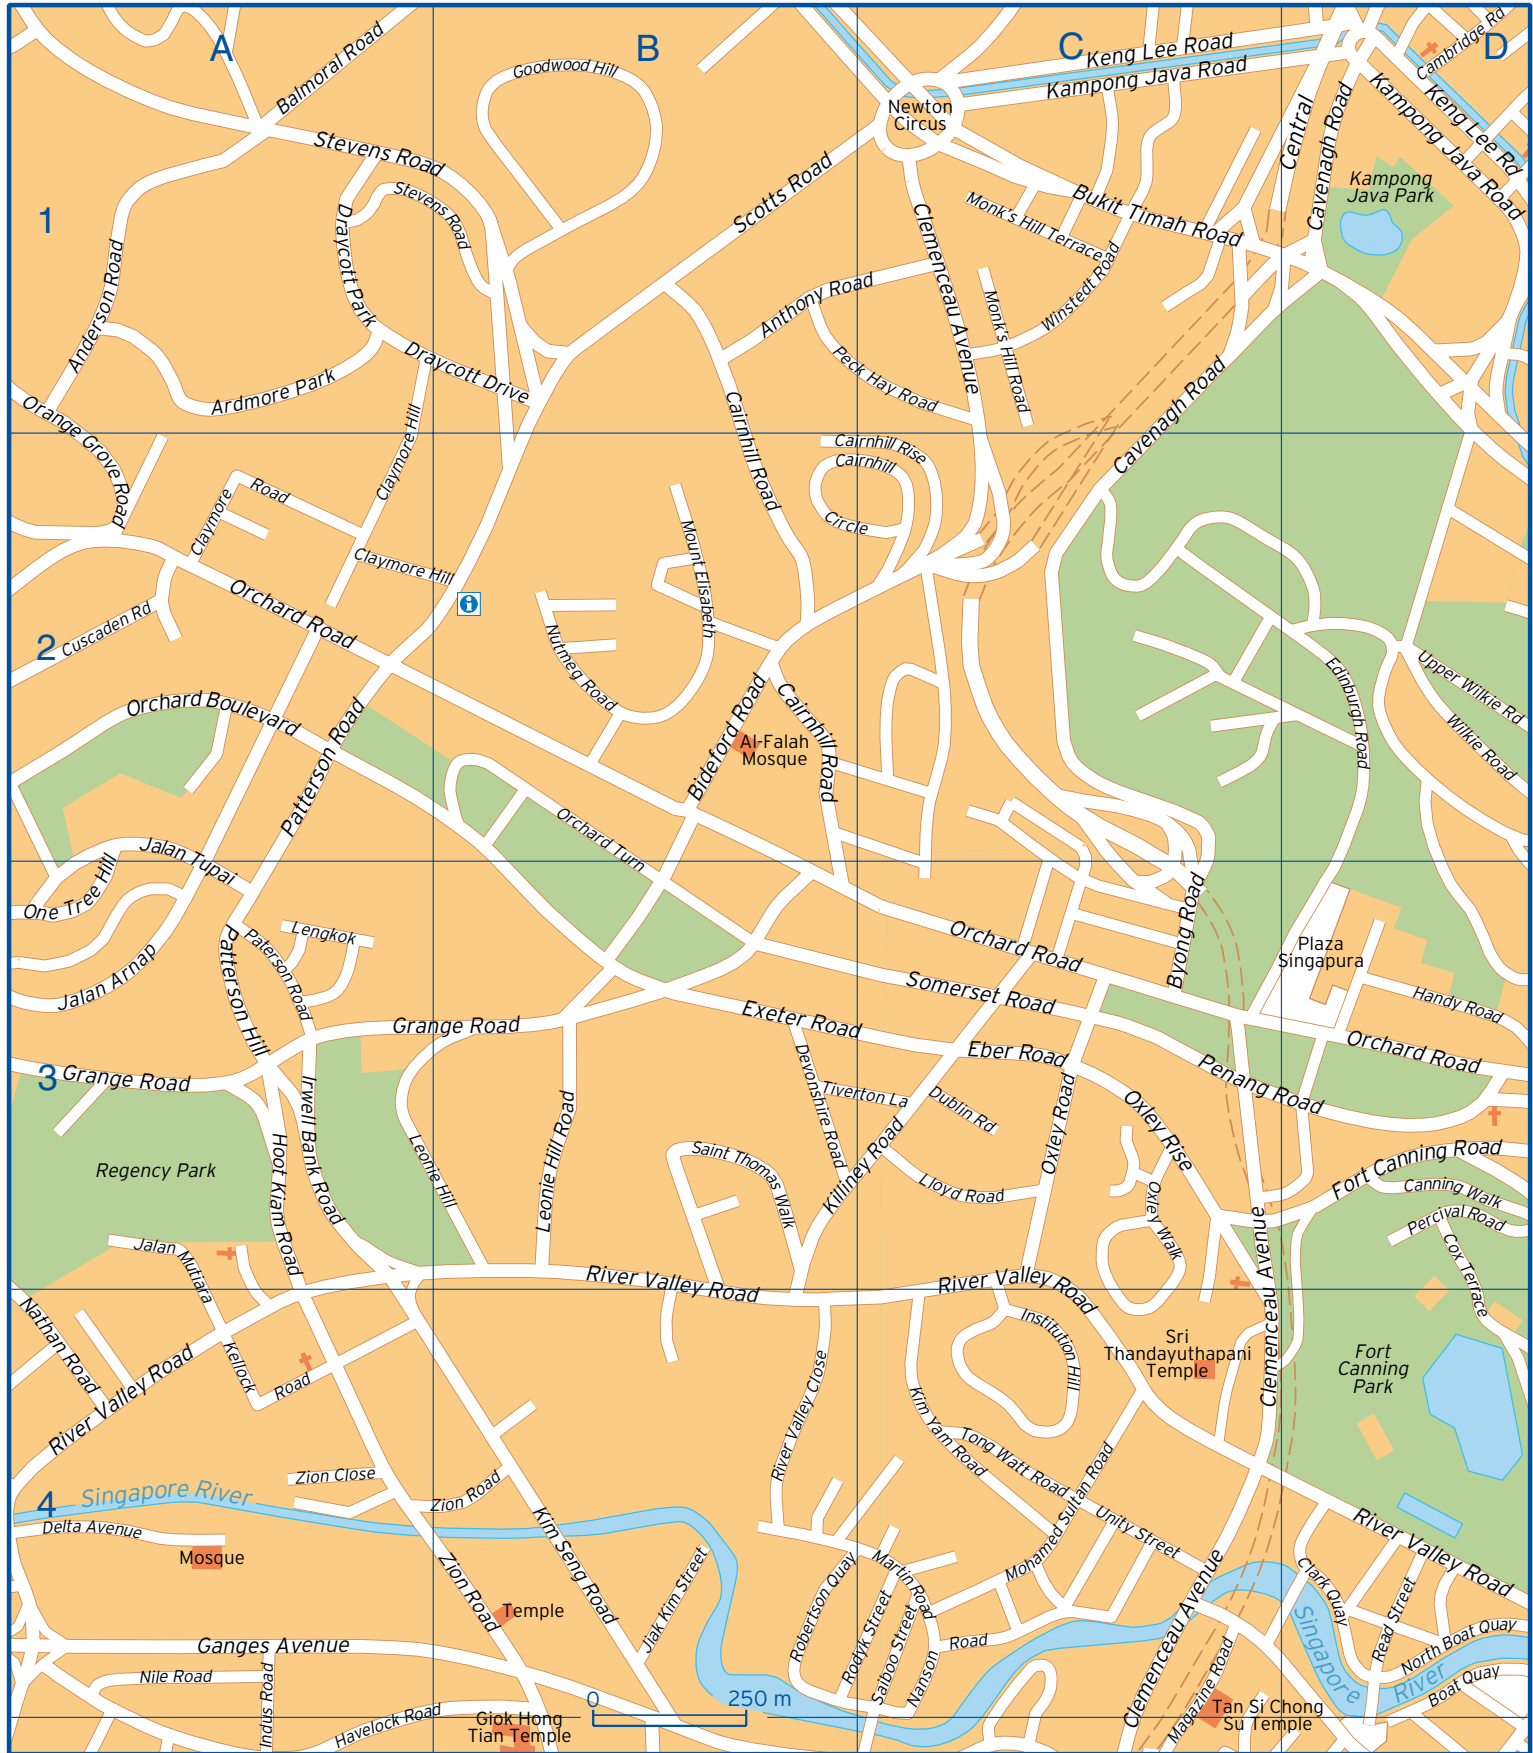 A
B
C
D
1
2
3
4
Balmoral Road
Goodwood Hill
Keng Lee Road
Kampong Java Road
Cambridge Rd
Keng Lee Rd
Kampong Java Road
Newton
Circus
Central
Cavenagh Road
Stevens Road
Stevens Road
Scotts Road
Kampong
Java Park
Draycott Park
Clemenceau Avenue
Monk's Hill Terrace
Bukit Timah Road
Anderson Road
Anthony Road
Monk's Hill Road
Winstedt Road
Draycott Drive
Peck Hay Road
Ardmore Park
Cavenagh Road
Orange Grove Road
Claymore Hill
Cairnhill Road
Cairnhill Rise
Cairnhill
Circle
Claymore
Road
Claymore Hill
Mount Elisabeth
Orchard Road
Cuscaden Rd
Nutmeg Road
Edinburgh Road
Upper Wilkie Rd
Wilkie Road
Orchard Boulevard
Patterson Road
Bideford Road
Cairnhill Road
Al-Falah
Mosque
Orchard Turn
Jalan Tupai
One Tree Hill
Lengkok
Byong Road
Plaza
Singapura
Patterson Hill
Paterson Road
Jalan Arnap
Orchard Road
Somerset Road
Handy Road
Exeter Road
Grange Road
Eber Road
Orchard Road
Penang Road
Grange Road
Devonshire Road
Tiverton La
Dublin Rd
Oxley Road
Oxley Rise
Irwell Bank Road
Leonie Hill Road
Leonie Hill
Hoot Kiam Road
Regency Park
Saint Thomas Walk
Killiney Road
Lloyd Road
Oxley Walk
Fort Canning Road
Canning Walk
Percival Road
Cox Terrace
Jalan Mutiara
Clemenceau Avenue
River Valley Road
River Valley Road
Nathan Road
Kellock
Road
River Valley Road
Institution Hill
Sri
Thandayuthapani
Temple
Fort
Canning
Park
River Valley Close
Kim Yam Road
Tong Watt Road
Mohamed Sultan Road
Unity Street
Zion Close
Zion Road
Singapore River
Delta Avenue
Mosque
Kim Seng Road
Zion Road
Temple
Jiak Kim Street
River Valley Road
Clemenceau Avenue
Martin Road
Robertson Quay
Rodyk Street
Saiboo Street
Nanson
Road
Clark Quay
Read Street
North Boat Quay
Boat Quay
Singapore
River
Magazine Road
Ganges Avenue
Nile Road
Indus Road
Havelock Road
Giok Hong
Tian Temple
0
250 m
Tan Si Chong
Su Temple